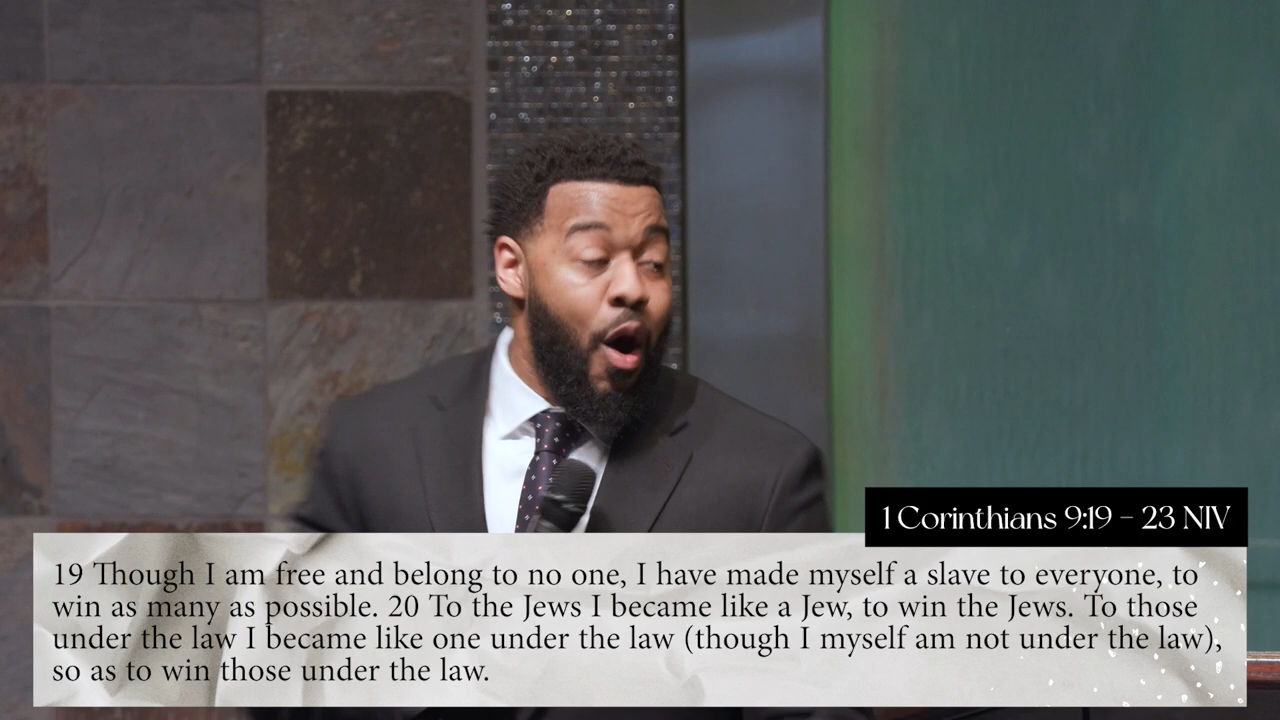 1 Corinthians 9:19 – 23 NIV
19 Though I am free and belong to no one, I have made myself a slave to everyone, to
win as many as possible. 20 To the Jews I became like a Jew, to win the Jews. To those
under the law I became like one under the law (though I myself am not under the law),
so as to win those under the law.